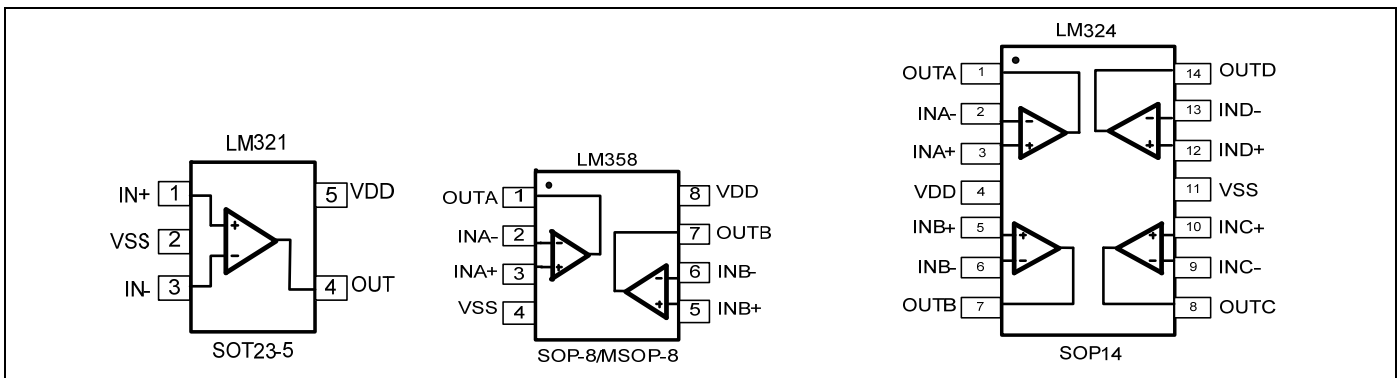 LM321
IN+ 1
VSS 2
IN- 3
5 VDD
4 OUT
+
-
SOT23-5
LM358
OUTA 1
INA- 2
INA+ 3
VSS 4
8 VDD
7 OUTB
6 INB-
5 INB+
-
+
-
+
SOP-8/MSOP-8
LM324
OUTA 1
INA- 2
INA+ 3
VDD 4
INB+ 5
INB- 6
OUTB 7
14 OUTD
13 IND-
12 IND+
11 VSS
10 INC+
9 INC-
8 OUTC
-
+
-
+
+
-
+
-
SOP14